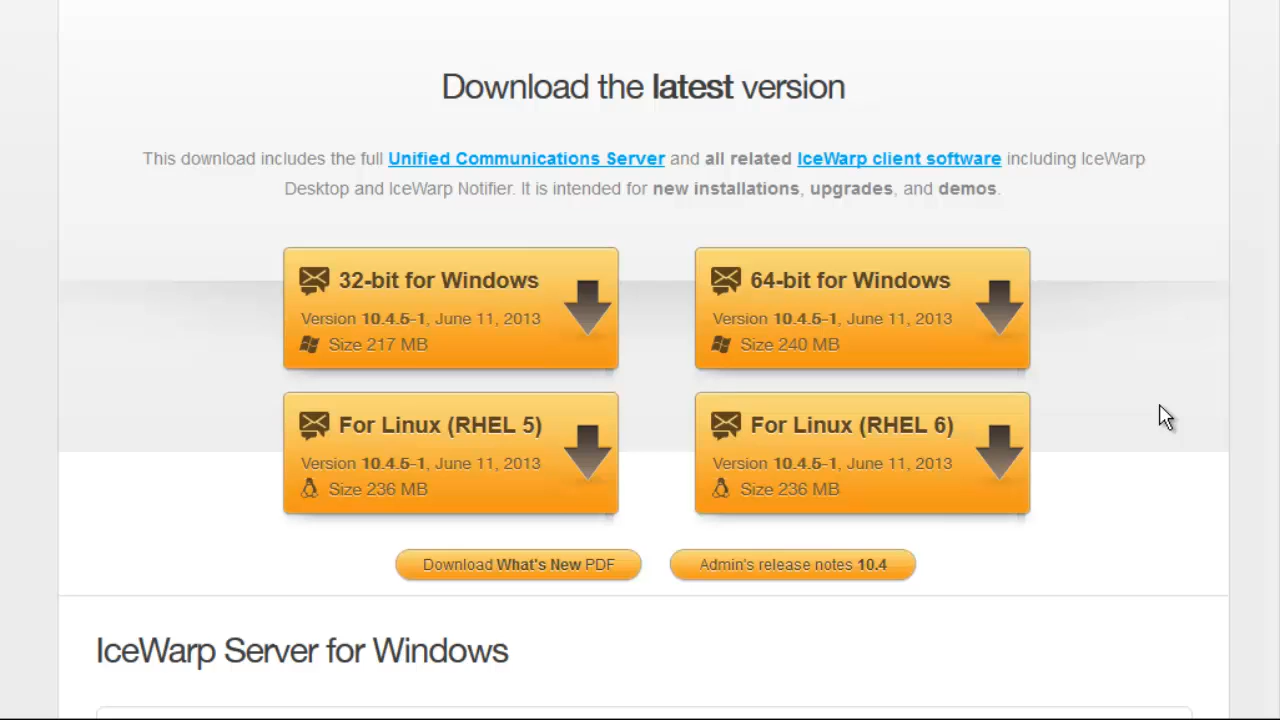 Download the latest version
This download includes the full Unified Communications Server and all related IceWarp client software including IceWarp
Desktop and IceWarp Notifier. It is intended for new installations, upgrades, and demos.
32-bit for Windows
Version 10.4.5-1, June 11, 2013
Size 217 MB
64-bit for Windows
Version 10.4.5-1, June 11, 2013
Size 240 MB
For Linux (RHEL 5)
Version 10.4.5-1, June 11, 2013
Size 236 MB
For Linux (RHEL 6)
Version 10.4.5-1, June 11, 2013
Size 236 MB
Download What's New PDF
Admin's release notes 10.4
IceWarp Server for Windows